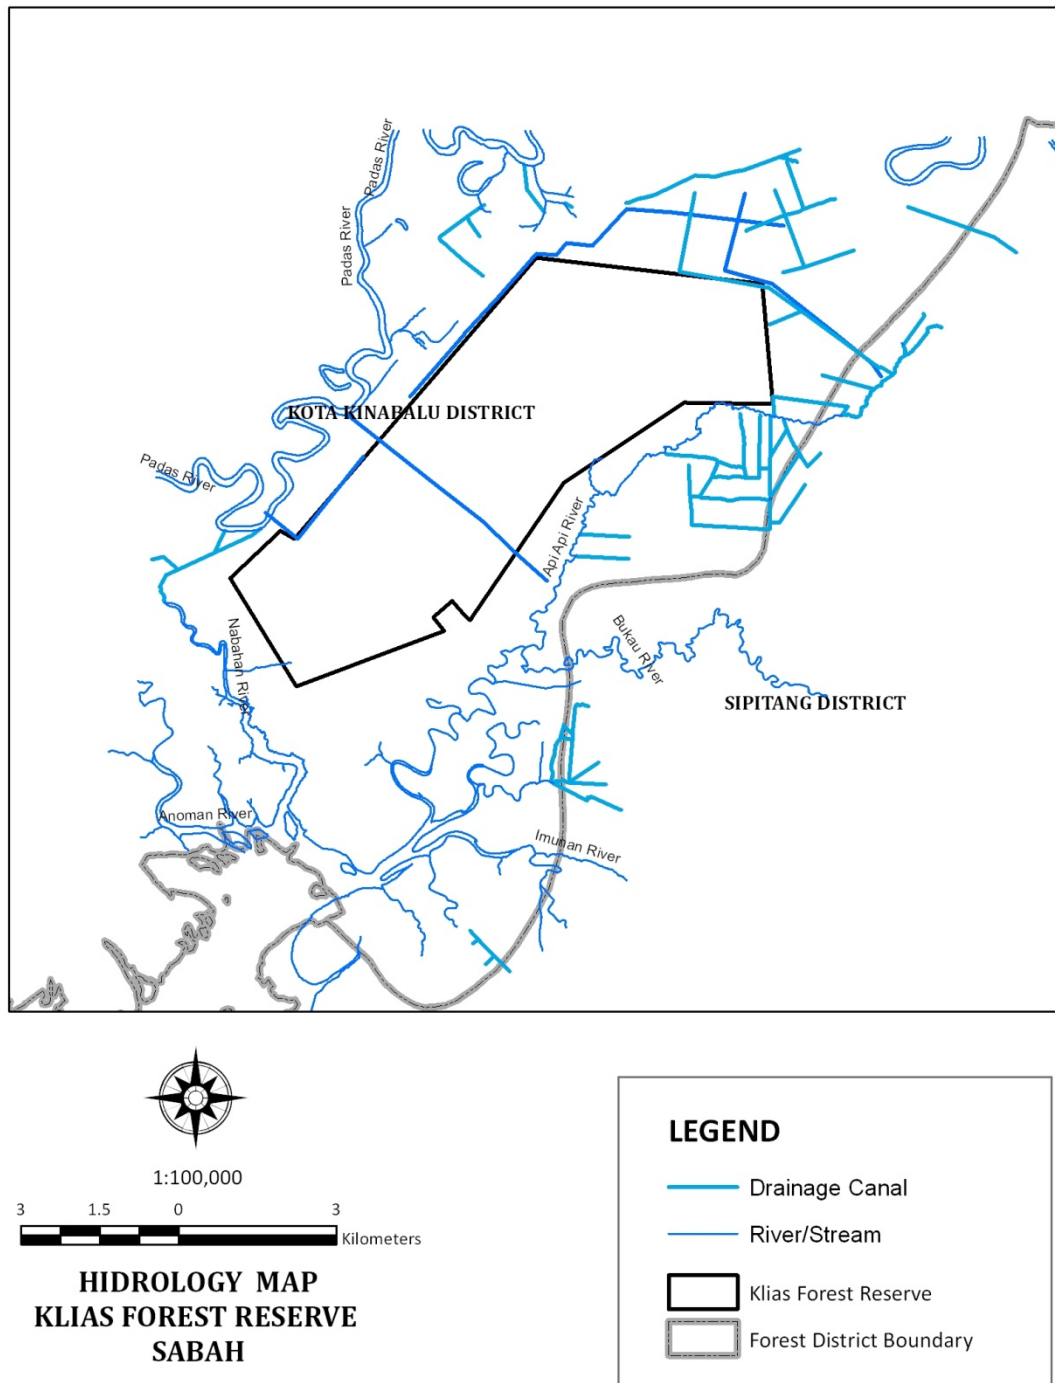 Padas River
Padas River
KOTA KINABALU DISTRICT
Padas River
Api Api River
Nabahan River
Bukau River
SIPITANG DISTRICT
Anoman River
Imunan River
1:100,000
3 1.5 0 3
Kilometers
HIDROLOGY MAP
KLIAS FOREST RESERVE
SABAH
LEGEND
Drainage Canal
River/Stream
Klias Forest Reserve
Forest District Boundary